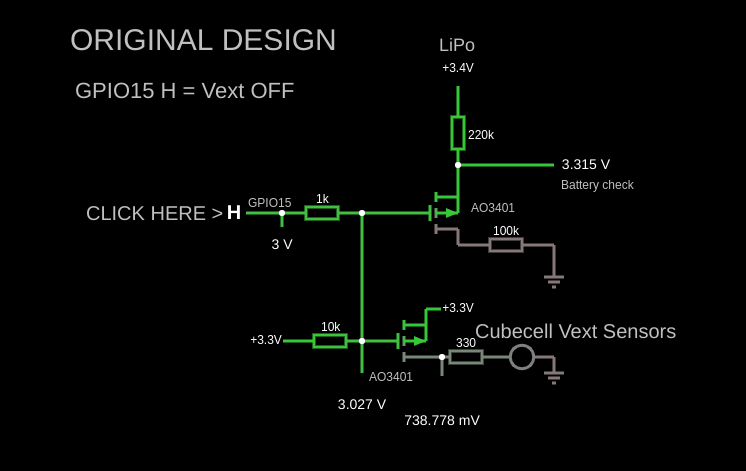 ORIGINAL DESIGN
LiPo
+3.4V
GPIO15 H = Vext OFF
220k
3.315 V
Battery check
CLICK HERE > H
GPIO15
1k
AO3401
3 V
100k
+3.3V
10k
+3.3V
Cubecell Vext Sensors
330
AO3401
3.027 V
738.778 mV